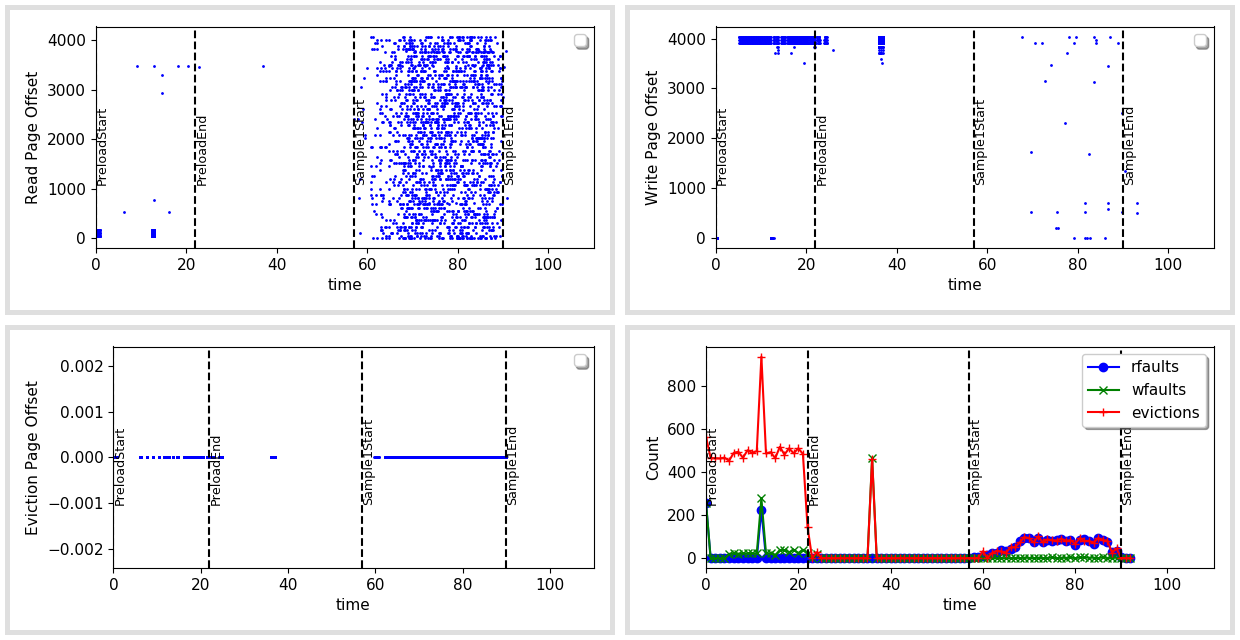 4000
3000
2000
1000
0
Read Page Offset
PreloadStart
PreloadEnd
Sample1Start
Sample1End
0 20 40 60 80 100
time
4000
3000
2000
1000
0
Write Page Offset
PreloadStart
PreloadEnd
Sample1Start
Sample1End
0 20 40 60 80 100
time
0.002
0.001
0.000
−0.001
−0.002
Eviction Page Offset
PreloadStart
PreloadEnd
Sample1Start
Sample1End
0 20 40 60 80 100
time
800
600
400
200
0
Count
PreloadStart
PreloadEnd
Sample1Start
Sample1End
rfaults
wfaults
evictions
0 20 40 60 80 100
time